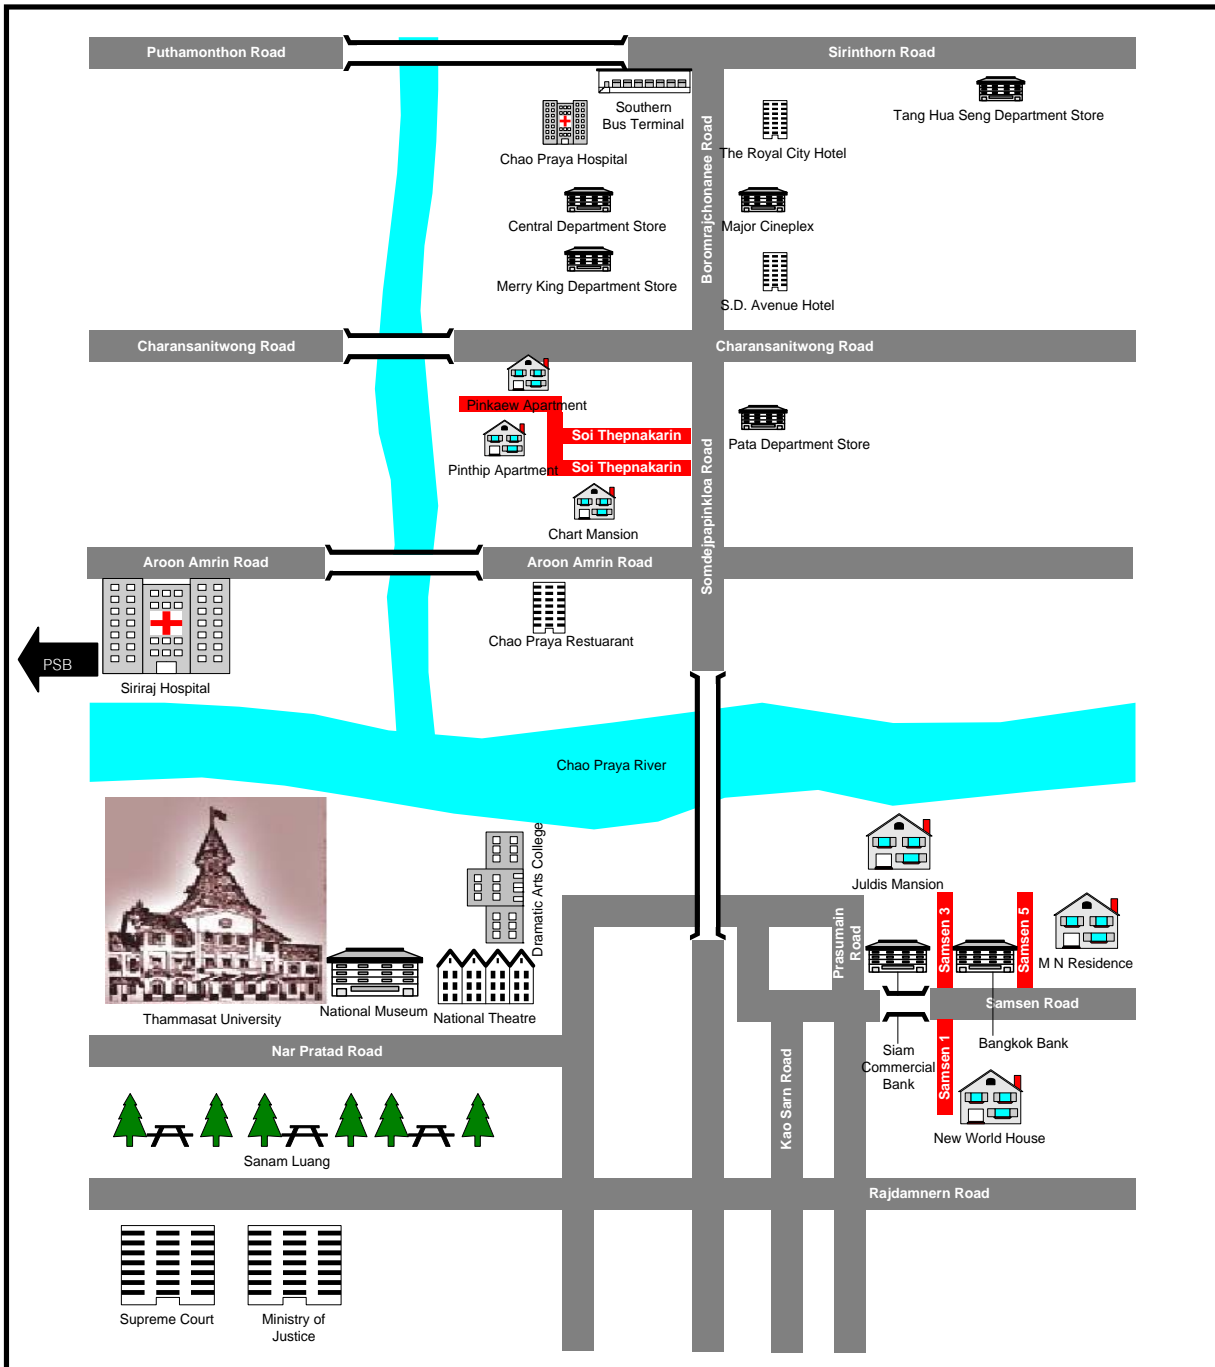 Puthamonthon Road
Sirinthorn Road
Southern
Bus Terminal
Tang Hua Seng Department Store
Chao Praya Hospital
Boromrajchonanee Road
The Royal City Hotel
Central Department Store
Major Cineplex
Merry King Department Store
S.D. Avenue Hotel
Charansanitwong Road
Charansanitwong Road
Pinkaew Apartment
Soi Thepnakarin
Pata Department Store
Pinthip Apartment
Soi Thepnakarin
Somdejpapinkloa Road
Chart Mansion
Aroon Amrin Road
Aroon Amrin Road
Chao Praya Restuarant
PSB
Siriraj Hospital
Chao Praya River
Dramatic Arts College
Juldis Mansion
Prasumain
Road
Samsen 3
Samsen 5
M N Residence
National Museum
National Theatre
Thammasat University
Samsen Road
Nar Pratad Road
Siam
Commercial
Bank
Bangkok Bank
Samsen 1
Kao Sarn Road
New World House
Sanam Luang
Rajdamnern Road
Supreme Court
Ministry of
Justice